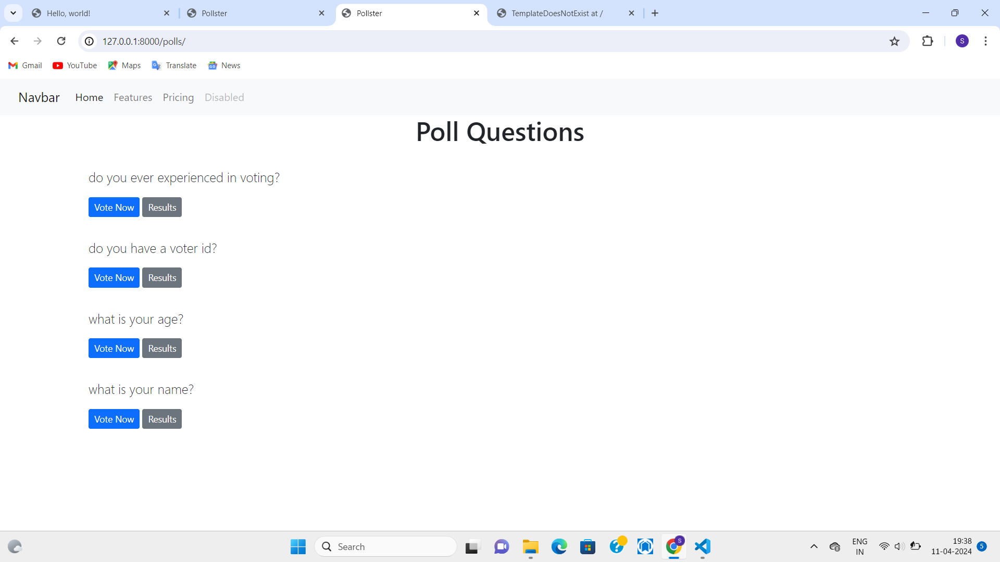 Hello, world!
Pollster
Pollster
TemplateDoesNotExist at /
127.0.0.1:8000/polls/
S
Gmail
YouTube
Maps
Translate
News
Navbar Home Features Pricing Disabled
Poll Questions
do you ever experienced in voting?
Vote Now Results
do you have a voter id?
Vote Now Results
what is your age?
Vote Now Results
what is your name?
Vote Now Results
Search
S
ENG
IN
19:38
11-04-2024
5